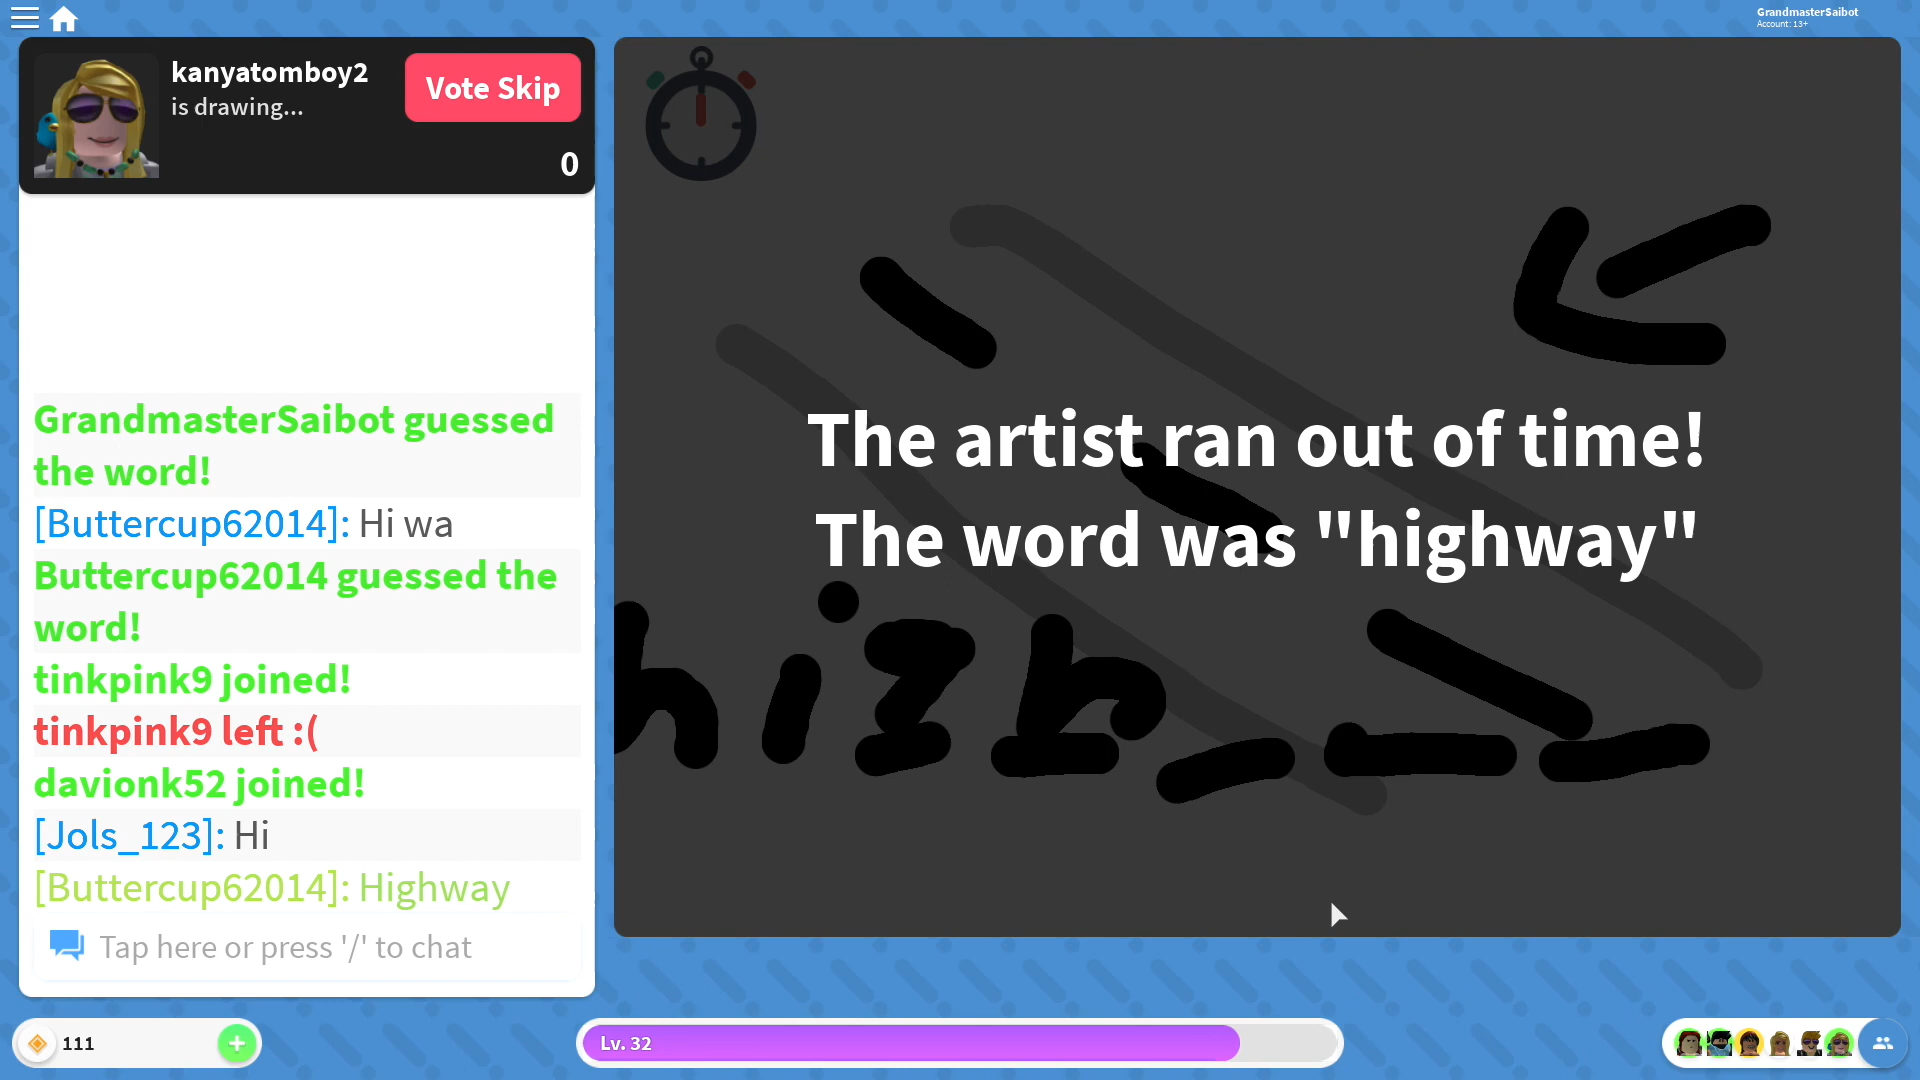 GrandmasterSaibot
Account: 13+
kanyatomboy2
is drawing...
Vote Skip
0
GrandmasterSaibot guessed
the word!
[Buttercup62014]: Hi wa
Buttercup62014 guessed the
word!
tinkpink9 joined!
tinkpink9 left :(
davionk52 joined!
[Jols_123]: Hi
[Buttercup62014]: Highway
Tap here or press '/' to chat
The artist ran out of time!
The word was "highway"
111
Lv. 32